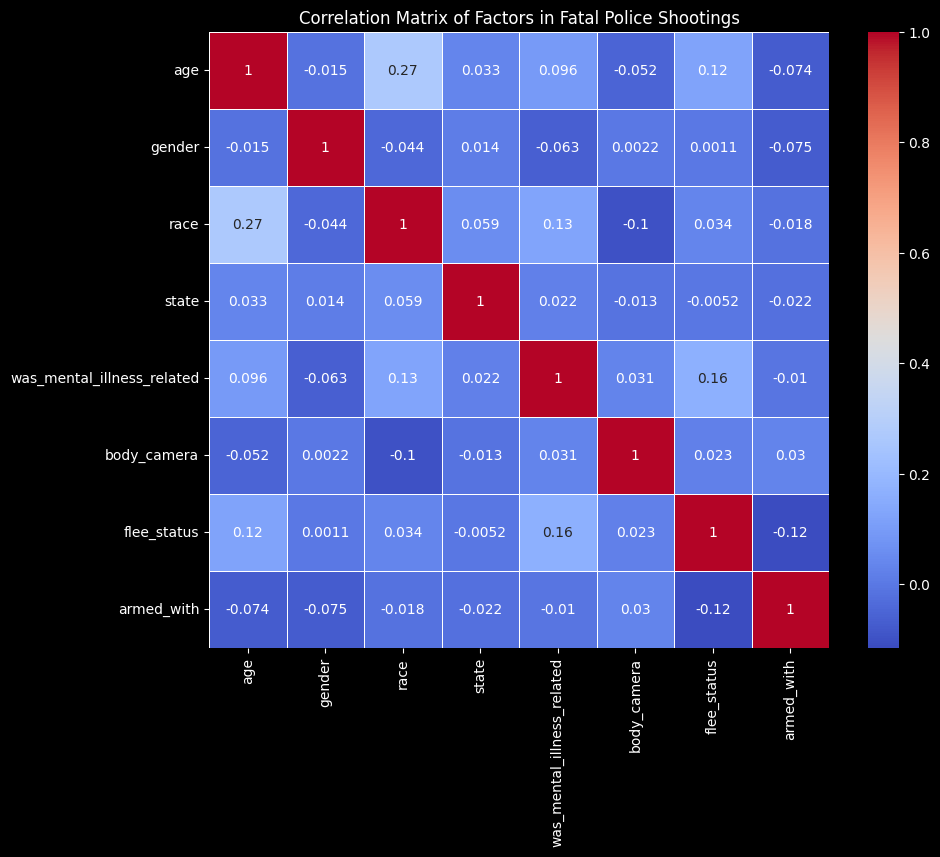 Correlation Matrix of Factors in Fatal Police Shootings
age 1 -0.015 0.27 0.033 0.096 -0.052 0.12 -0.074
gender -0.015 1 -0.044 0.014 -0.063 0.0022 0.0011 -0.075
race 0.27 -0.044 1 0.059 0.13 -0.1 0.034 -0.018
state 0.033 0.014 0.059 1 0.022 -0.013 -0.0052 -0.022
was_mental_illness_related 0.096 -0.063 0.13 0.022 1 0.031 0.16 -0.01
body_camera -0.052 0.0022 -0.1 -0.013 0.031 1 0.023 0.03
flee_status 0.12 0.0011 0.034 -0.0052 0.16 0.023 1 -0.12
armed_with -0.074 -0.075 -0.018 -0.022 -0.01 0.03 -0.12 1
age
gender
race
state
was_mental_illness_related
body_camera
flee_status
armed_with
1.0
0.8
0.6
0.4
0.2
0.0